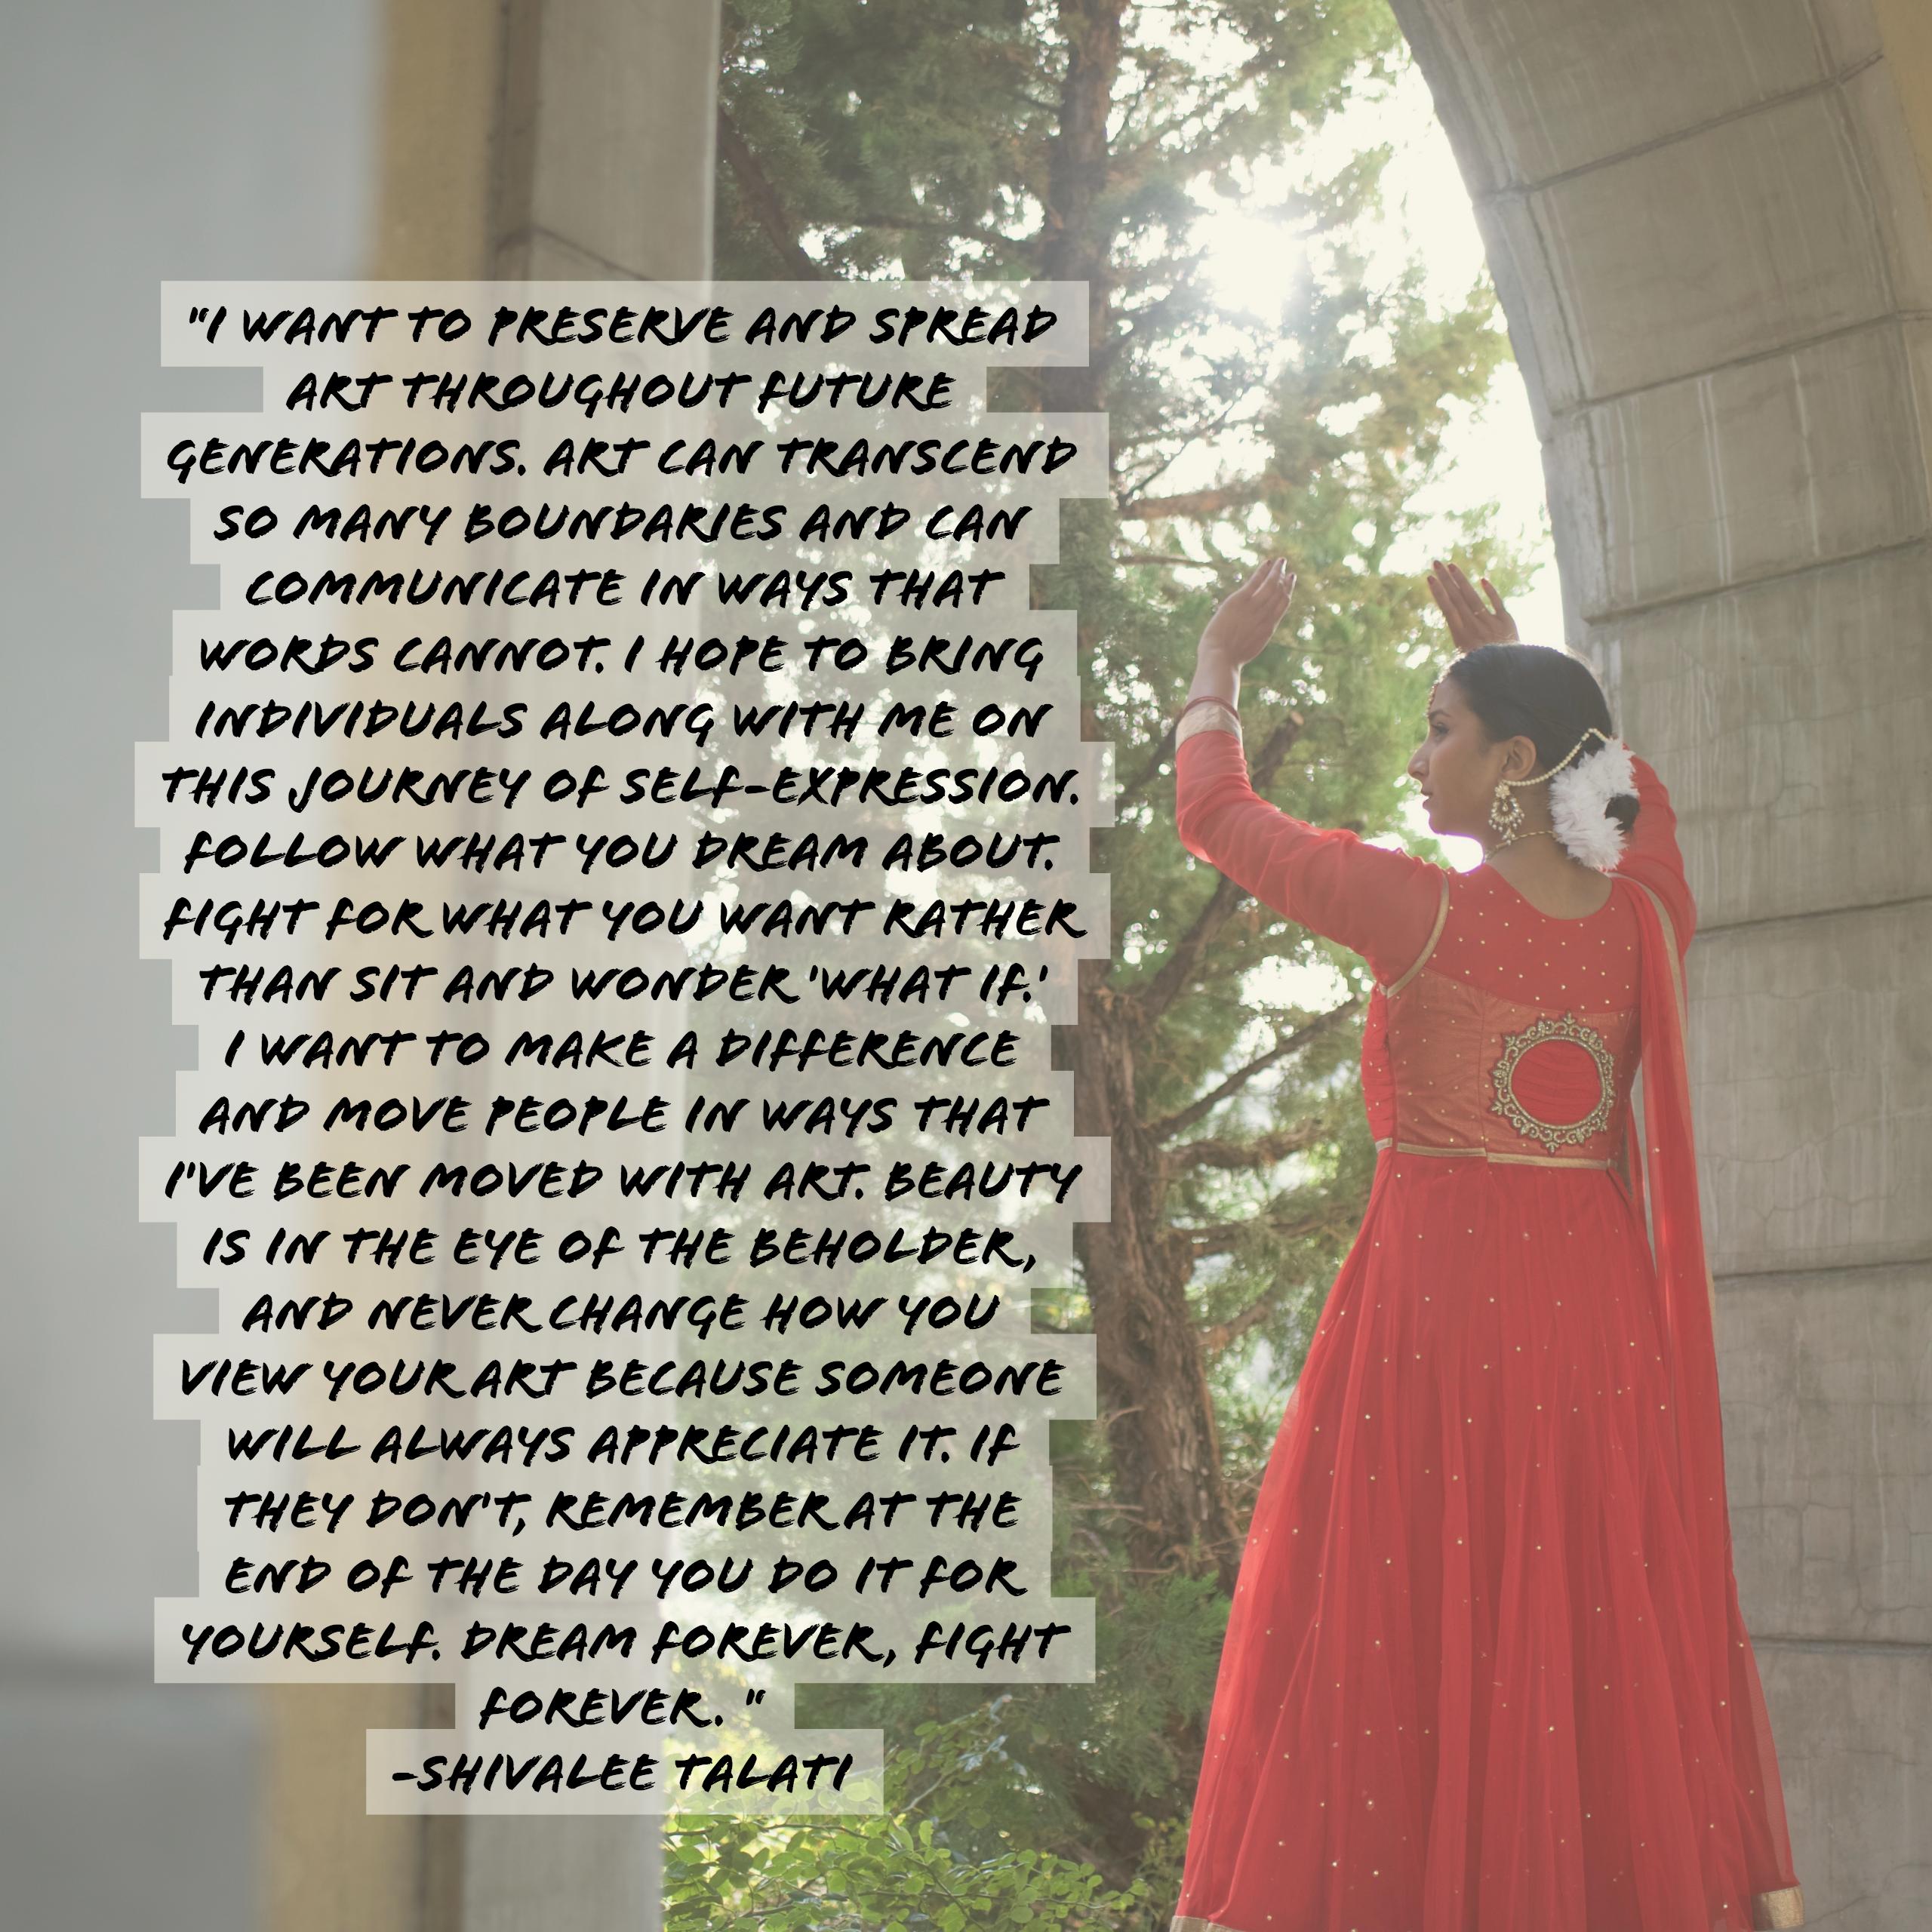 "I WANT TO PRESERVE AND SPREAD
ART THROUGHOUT FUTURE
GENERATIONS. ART CAN TRANSCEND
SO MANY BOUNDARIES AND CAN
COMMUNICATE IN WAYS THAT
WORDS CANNOT. I HOPE TO BRING
INDIVIDUALS ALONG WITH ME ON
THIS JOURNEY OF SELF-EXPRESSION.
FOLLOW WHAT YOU DREAM ABOUT.
FIGHT FOR WHAT YOU WANT RATHER
THAN SIT AND WONDER 'WHAT IF.'
I WANT TO MAKE A DIFFERENCE
AND MOVE PEOPLE IN WAYS THAT
I'VE BEEN MOVED WITH ART. BEAUTY
IS IN THE EYE OF THE BEHOLDER,
AND NEVER CHANGE HOW YOU
VIEW YOUR ART BECAUSE SOMEONE
WILL ALWAYS APPRECIATE IT. IF
THEY DON'T, REMEMBER AT THE
END OF THE DAY YOU DO IT FOR
YOURSELF. DREAM FOREVER, FIGHT
FOREVER. "
-SHIVALEE TALATI